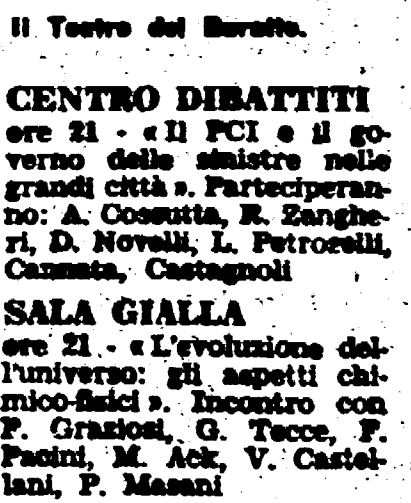 Il Teatro del Buratto.
CENTRO DIBATTITI
ore 21 - «Il PCI e il go-
verno delle sinistre nelle
grandi città». Parteciperan-
no: A. Cossutta, R. Zanghe-
ri, D. Novelli, L. Petroselli,
Cannata, Castagnoli
SALA GIALLA
ore 21 - «L'evoluzione del-
l'universo: gli aspetti chi-
mico-fisici». Incontro con
F. Graziosi, G. Tecce, F.
Pacini, M. Ack, V. Castel-
lani, P. Masani